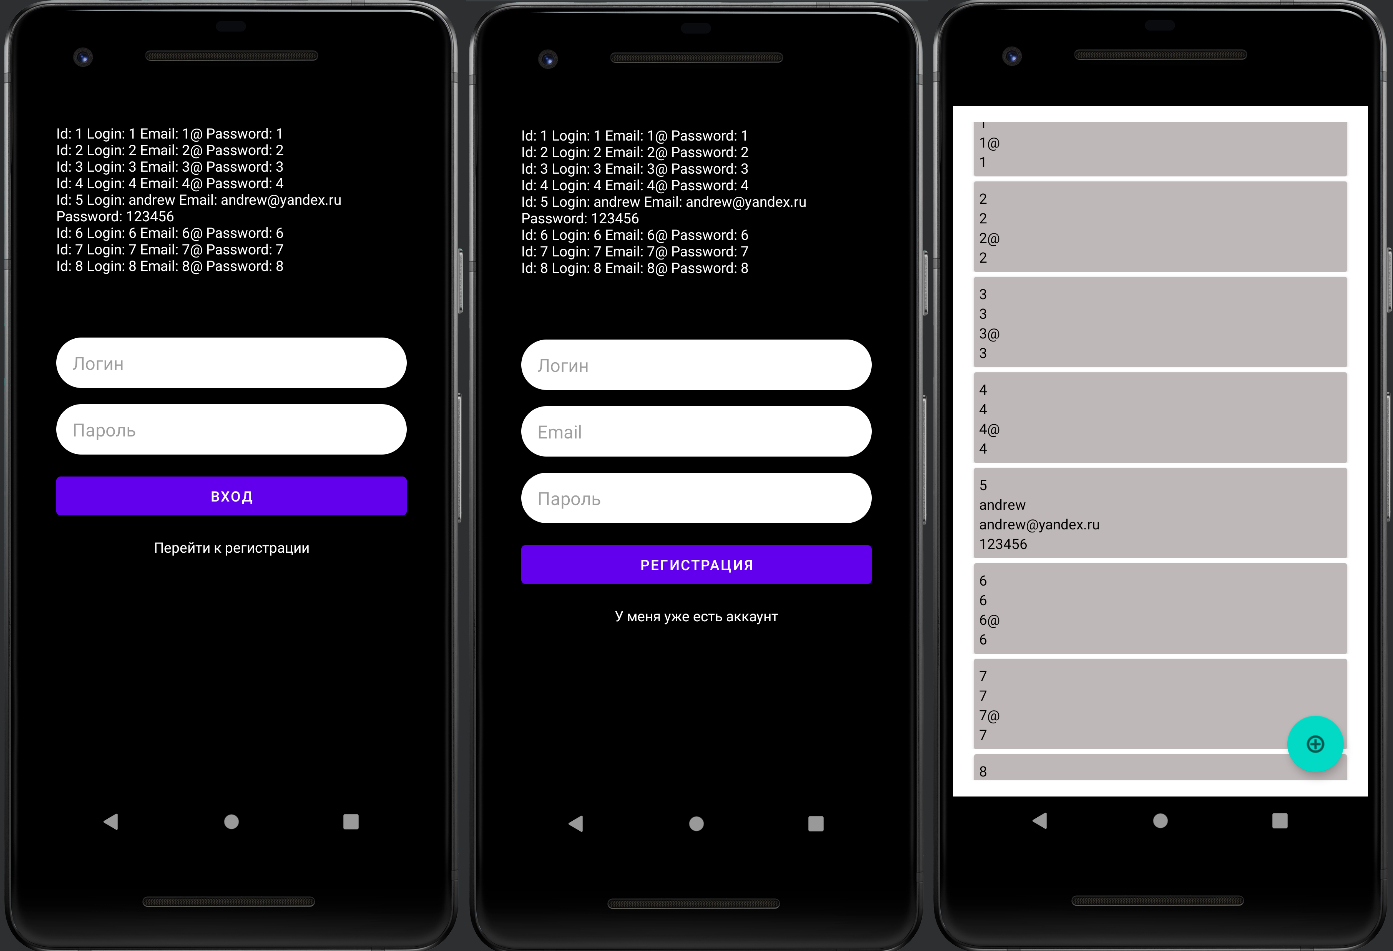 Id: 1 Login: 1 Email: 1@ Password: 1
Id: 2 Login: 2 Email: 2@ Password: 2
Id: 3 Login: 3 Email: 3@ Password: 3
Id: 4 Login: 4 Email: 4@ Password: 4
Id: 5 Login: andrew Email: andrew@yandex.ru
Password: 123456
Id: 6 Login: 6 Email: 6@ Password: 6
Id: 7 Login: 7 Email: 7@ Password: 7
Id: 8 Login: 8 Email: 8@ Password: 8
Логин
Пароль
ВХОД
Перейти к регистрации
Id: 1 Login: 1 Email: 1@ Password: 1
Id: 2 Login: 2 Email: 2@ Password: 2
Id: 3 Login: 3 Email: 3@ Password: 3
Id: 4 Login: 4 Email: 4@ Password: 4
Id: 5 Login: andrew Email: andrew@yandex.ru
Password: 123456
Id: 6 Login: 6 Email: 6@ Password: 6
Id: 7 Login: 7 Email: 7@ Password: 7
Id: 8 Login: 8 Email: 8@ Password: 8
Логин
Email
Пароль
РЕГИСТРАЦИЯ
У меня уже есть аккаунт
1@
1
2
2
2@
2
3
3
3@
3
4
4
4@
4
5
andrew
andrew@yandex.ru
123456
6
6
6@
6
7
7
7@
7
8